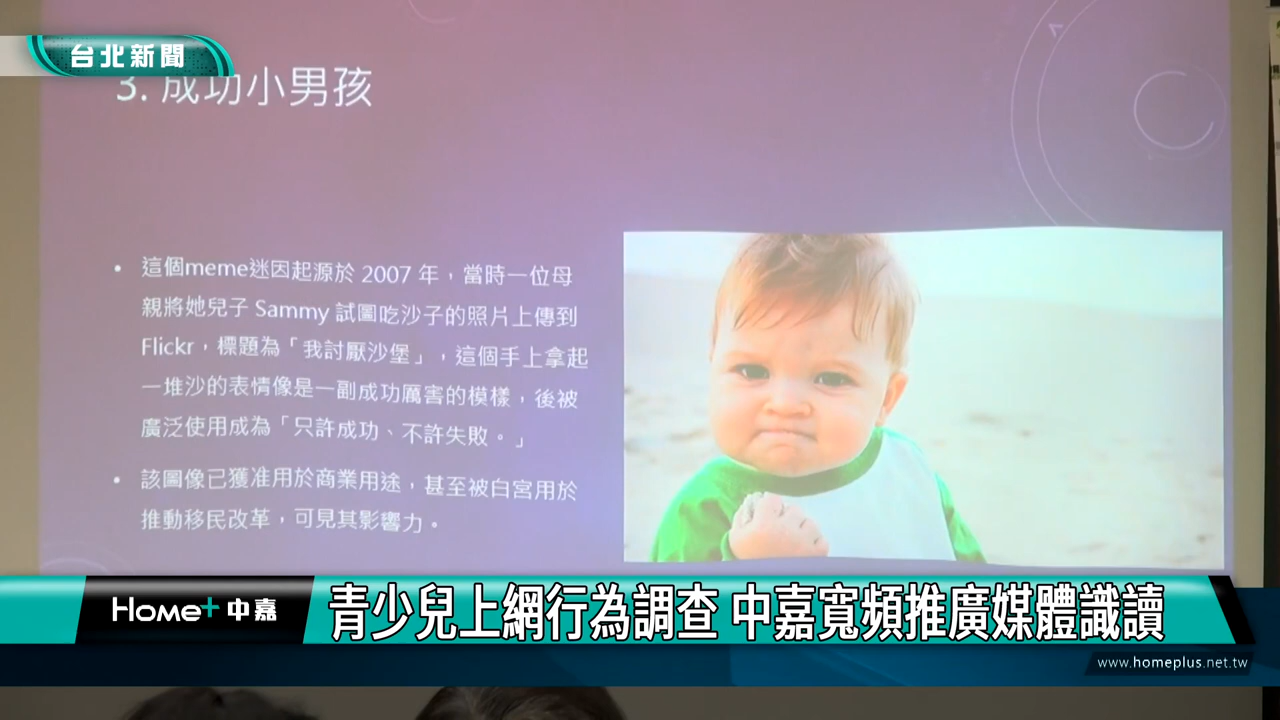 台北新聞
3. 成功小男孩
• 這個meme迷因起源於 2007 年，當時一位母
親將她兒子 Sammy 試圖吃沙子的照片上傳到
Flickr，標題為「我討厭沙堡」，這個手上拿起
一堆沙的表情像是一副成功厲害的模樣，後被
廣泛使用成為「只許成功、不許失敗。」
• 該圖像已獲准用於商業用途，甚至被白宮用於
推動移民改革，可見其影響力。
Home+ 中嘉
青少兒上網行為調查 中嘉寬頻推廣媒體識讀
www.homeplus.net.tw